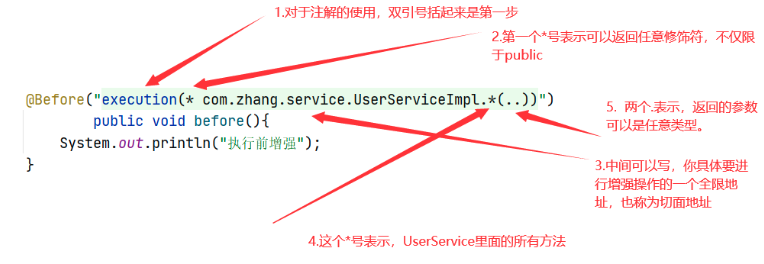 1.对于注解的使用，双引号括起来是第一步
2.第一个*号表示可以返回任意修饰符，不仅限
于public
@Before("execution(* com.zhang.service.UserServiceImpl.*(..))")
public void before(){
System.out.println("执行前增强");
}
5. 两个.表示，返回的参数
可以是任意类型。
3.中间可以写，你具体要进
行增强操作的一个全限地
址，也称为切面地址
4.这个*号表示，UserService里面的所有方法